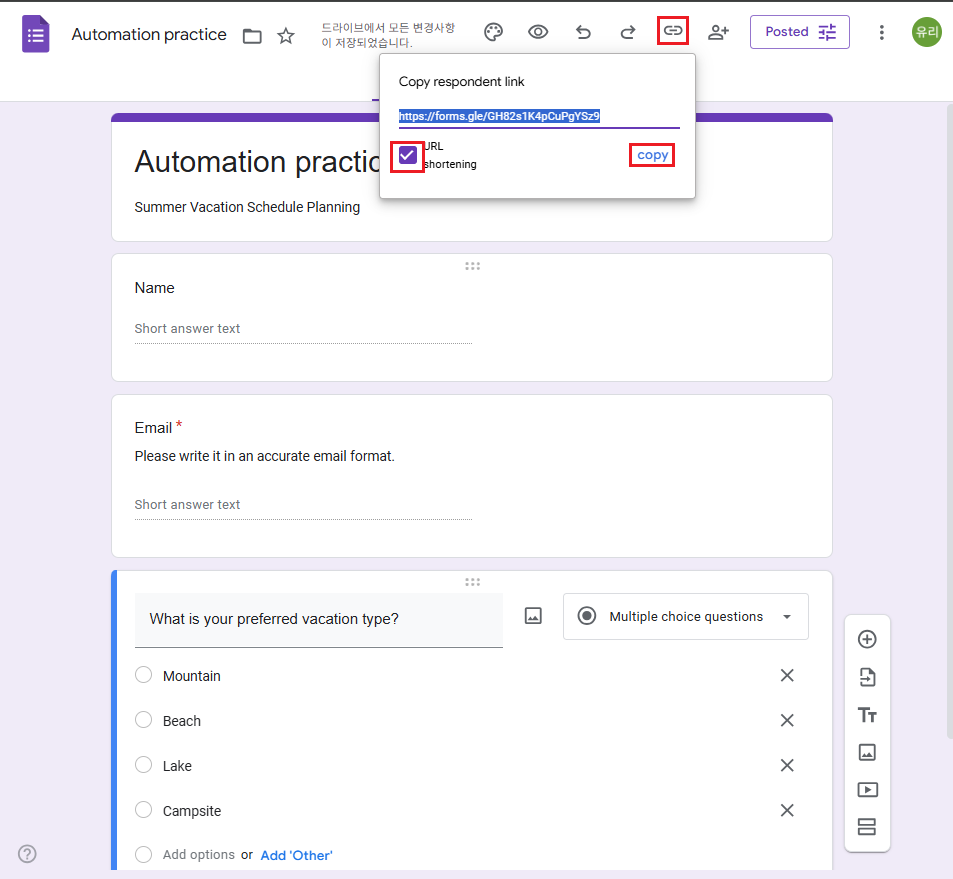 Automation practice
드라이브에서 모든 변경사항
이 저장되었습니다.
Posted
유리
Copy respondent link
https://forms.gle/GH82s1K4pCuPgYSz9
URL
shortening
copy
Automation practic
Summer Vacation Schedule Planning
Name
Short answer text
Email *
Please write it in an accurate email format.
Short answer text
What is your preferred vacation type?
Multiple choice questions
Mountain
Beach
Lake
Campsite
Add options or Add 'Other'